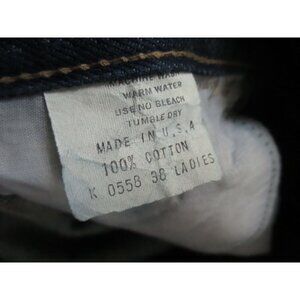 MACHINE WASH
WARM WATER
USE NO BLEACH
TUMBLE DRY
MADE IN U.S.A
100% COTTON
K 0558 38 LADIES